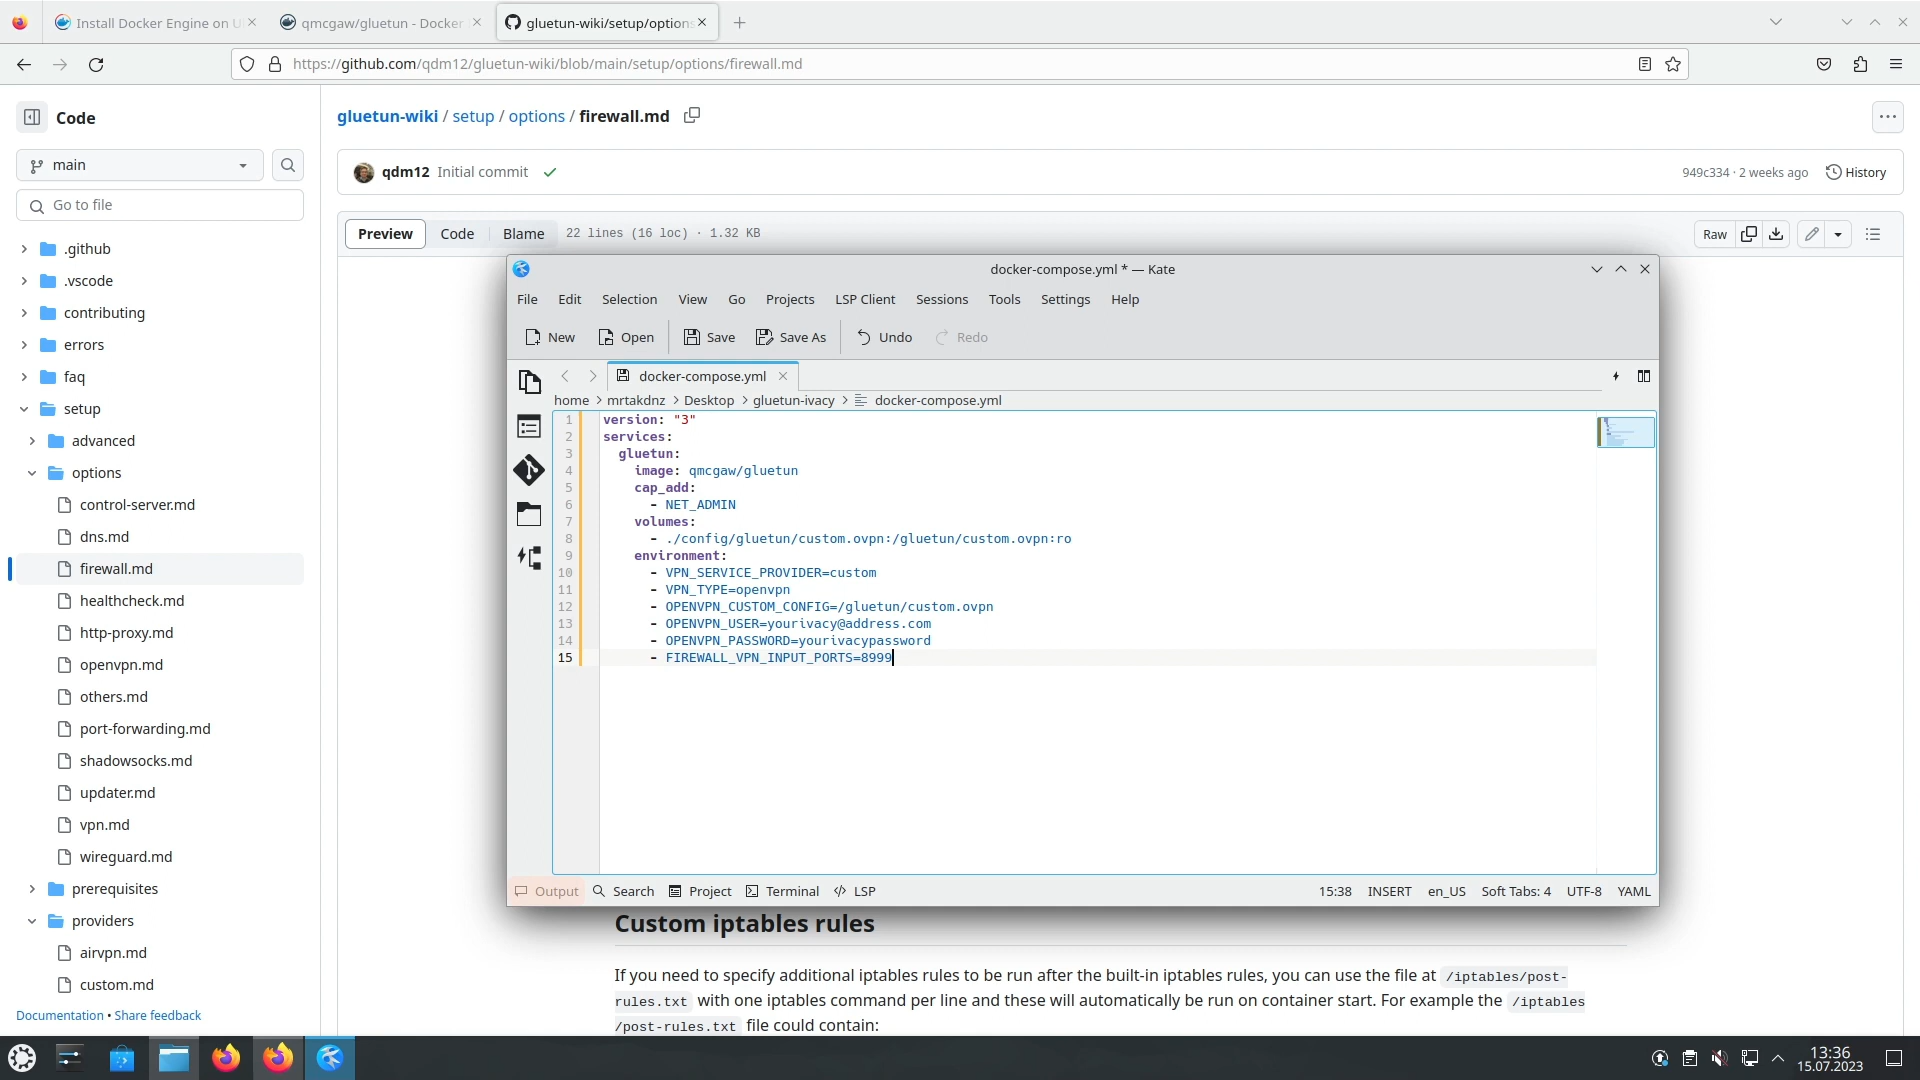 Install Docker Engine on U
qmcgaw/gluetun - Docker
gluetun-wiki/setup/options
https://github.com/qdm12/gluetun-wiki/blob/main/setup/options/firewall.md
Code
main
Go to file
.github
.vscode
contributing
errors
faq
setup
advanced
options
control-server.md
dns.md
firewall.md
healthcheck.md
http-proxy.md
openvpn.md
others.md
port-forwarding.md
shadowsocks.md
updater.md
vpn.md
wireguard.md
prerequisites
providers
airvpn.md
custom.md
Documentation • Share feedback
gluetun-wiki / setup / options / firewall.md
qdm12 Initial commit
949c334 · 2 weeks ago History
Preview Code Blame 22 lines (16 loc) · 1.32 KB
Raw
docker-compose.yml * — Kate
File Edit Selection View Go Projects LSP Client Sessions Tools Settings Help
New Open Save Save As Undo Redo
docker-compose.yml
home > mrtakdnz > Desktop > gluetun-ivacy > docker-compose.yml
1 version: "3"
2 services:
3 gluetun:
4 image: qmcgaw/gluetun
5 cap_add:
6 - NET_ADMIN
7 volumes:
8 - ./config/gluetun/custom.ovpn:/gluetun/custom.ovpn:ro
9 environment:
10 - VPN_SERVICE_PROVIDER=custom
11 - VPN_TYPE=openvpn
12 - OPENVPN_CUSTOM_CONFIG=/gluetun/custom.ovpn
13 - OPENVPN_USER=yourivacy@address.com
14 - OPENVPN_PASSWORD=yourivacypassword
15 - FIREWALL_VPN_INPUT_PORTS=8999
Output Search Project Terminal LSP
15:38 INSERT en_US Soft Tabs: 4 UTF-8 YAML
Custom iptables rules
If you need to specify additional iptables rules to be run after the built-in iptables rules, you can use the file at /iptables/post-
rules.txt with one iptables command per line and these will automatically be run on container start. For example the /iptables
/post-rules.txt file could contain:
13:36
15.07.2023